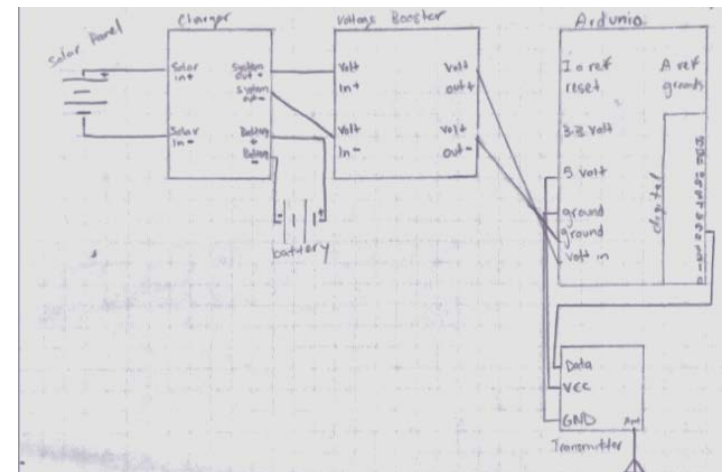 Solar Panel
Charger
Voltage Booster
Ardunio
Solar
in+
Solar
in-
System
out +
System
out -
Battery
+
Battery
-
battery
Volt
In+
Volt
In-
Volt
out+
Volt
out-
I o ref
reset
3.3 volt
5 volt
ground
ground
volt in
A ref
grounds
digital
Data
VCC
GND
Ant
Transmitter